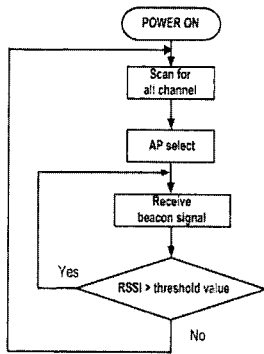 POWER ON
Scan for
all channel
AP select
Receive
beacon signal
RSSI > threshold value
Yes
No